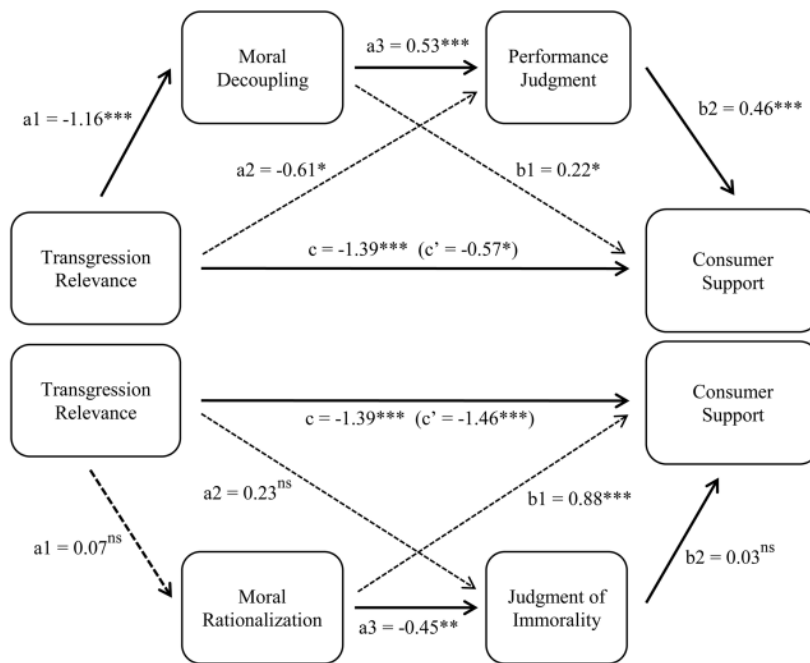 Moral
Decoupling
a3 = 0.53***
Performance
Judgment
a1 = -1.16***
a2 = -0.61*
b1 = 0.22*
b2 = 0.46***
Transgression
Relevance
c = -1.39*** (c’ = -0.57*)
Consumer
Support
Transgression
Relevance
c = -1.39*** (c’ = -1.46***)
Consumer
Support
a1 = 0.07ns
a2 = 0.23ns
b1 = 0.88***
b2 = 0.03ns
Moral
Rationalization
a3 = -0.45**
Judgment of
Immorality